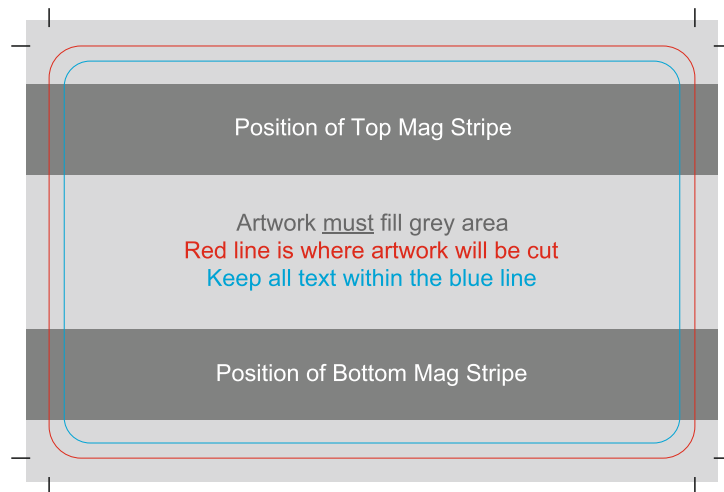 Position of Top Mag Stripe
Artwork must fill grey area
Red line is where artwork will be cut
Keep all text within the blue line
Position of Bottom Mag Stripe